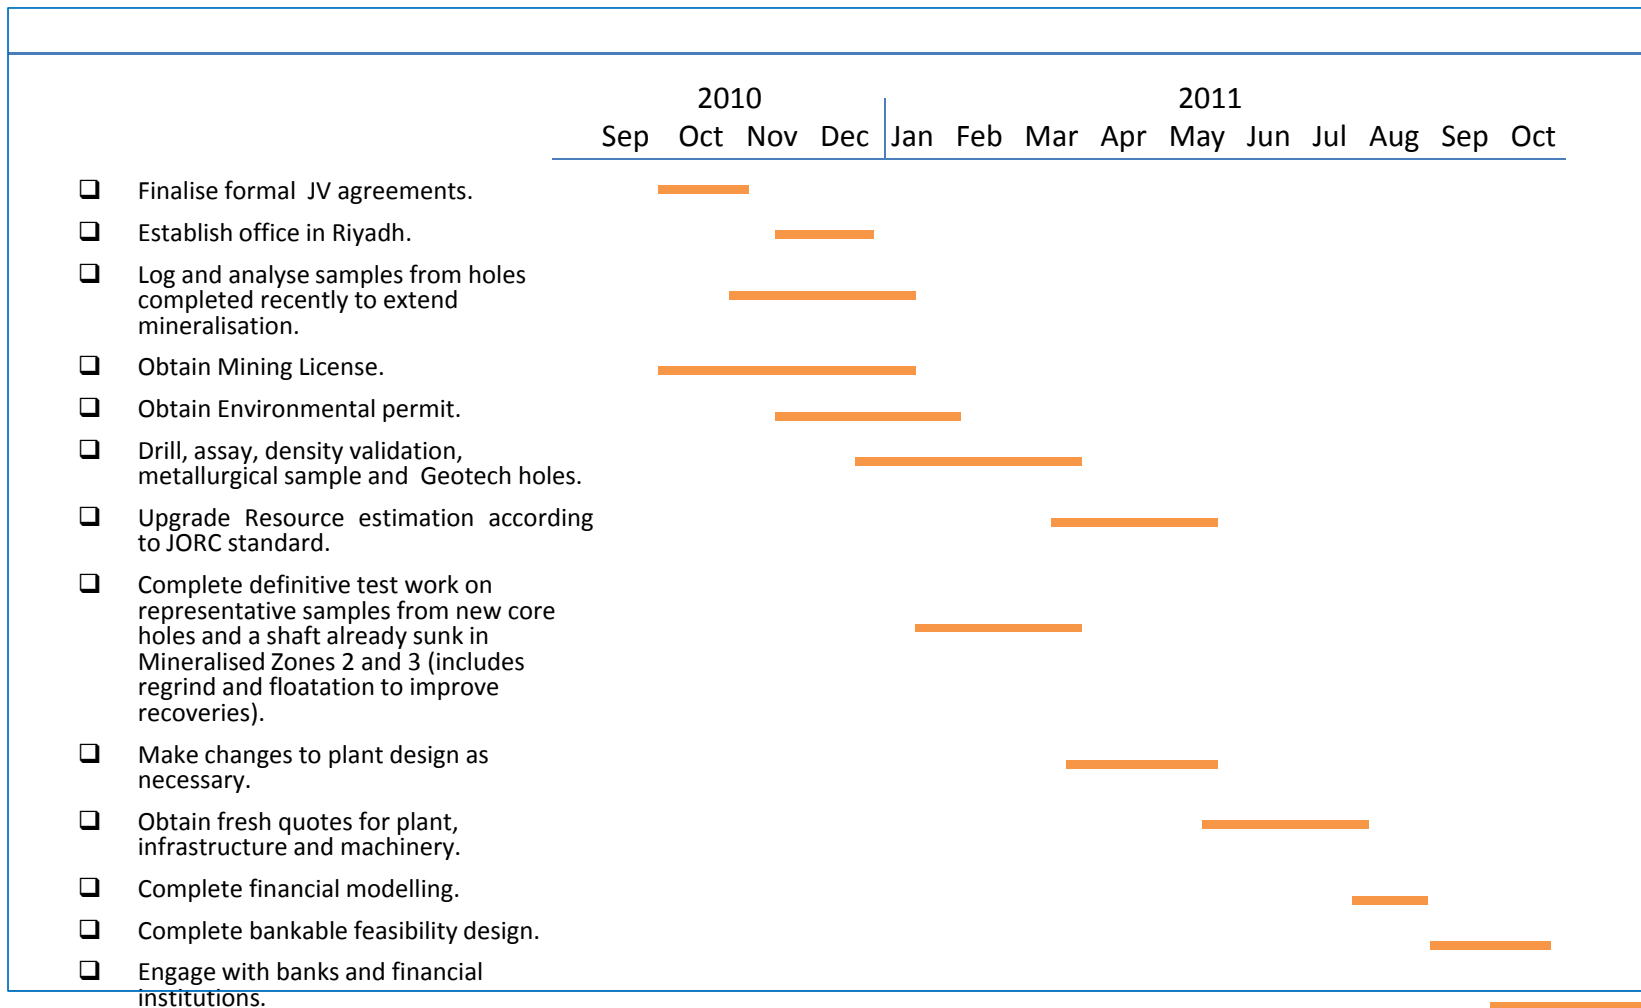 2010 2011
Sep Oct Nov Dec Jan Feb Mar Apr May Jun Jul Aug Sep Oct
❑ Finalise formal JV agreements.
❑ Establish office in Riyadh.
❑ Log and analyse samples from holes
completed recently to extend
mineralisation.
❑ Obtain Mining License.
❑ Obtain Environmental permit.
❑ Drill, assay, density validation,
metallurgical sample and Geotech holes.
❑ Upgrade Resource estimation according
to JORC standard.
❑ Complete definitive test work on
representative samples from new core
holes and a shaft already sunk in
Mineralised Zones 2 and 3 (includes
regrind and floatation to improve
recoveries).
❑ Make changes to plant design as
necessary.
❑ Obtain fresh quotes for plant,
infrastructure and machinery.
❑ Complete financial modelling.
❑ Complete bankable feasibility design.
❑ Engage with banks and financial
institutions.